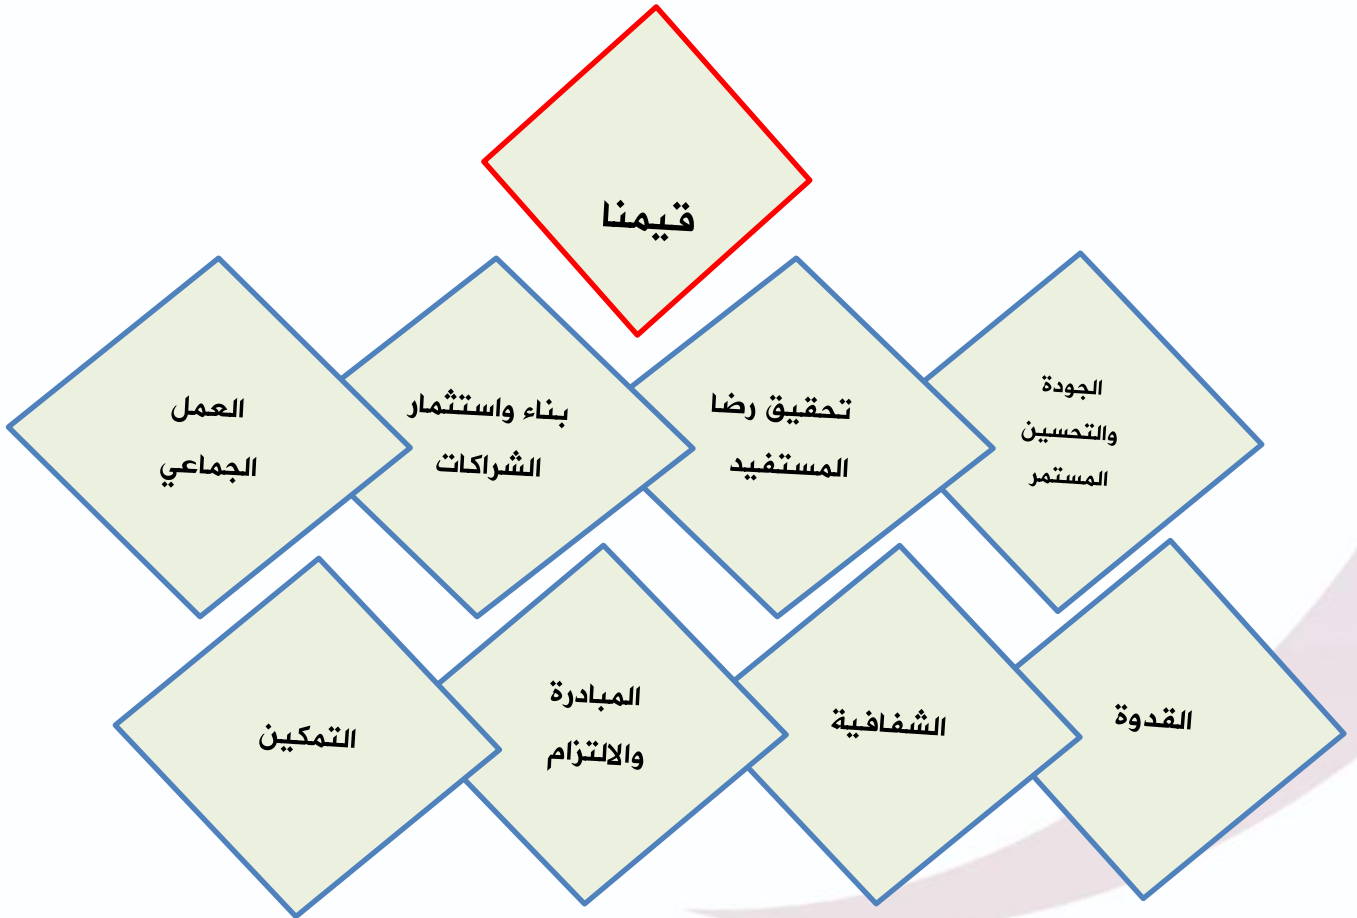 قيمنا
الجودة
والتحسين
المستمر
تحقيق رضا
المستفيد
بناء واستثمار
الشراكات
العمل
الجماعي
القدوة
الشفافية
المبادرة
والالتزام
التمكين